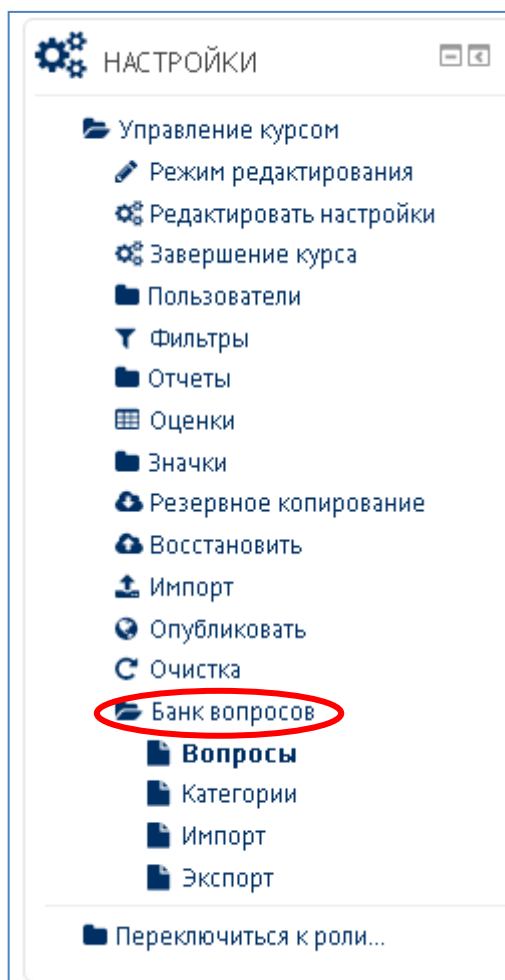 НАСТРОЙКИ
Управление курсом
Режим редактирования
Редактировать настройки
Завершение курса
Пользователи
Фильтры
Отчеты
Оценки
Значки
Резервное копирование
Восстановить
Импорт
Опубликовать
Очистка
Банк вопросов
Вопросы
Категории
Импорт
Экспорт
Переключиться к роли...